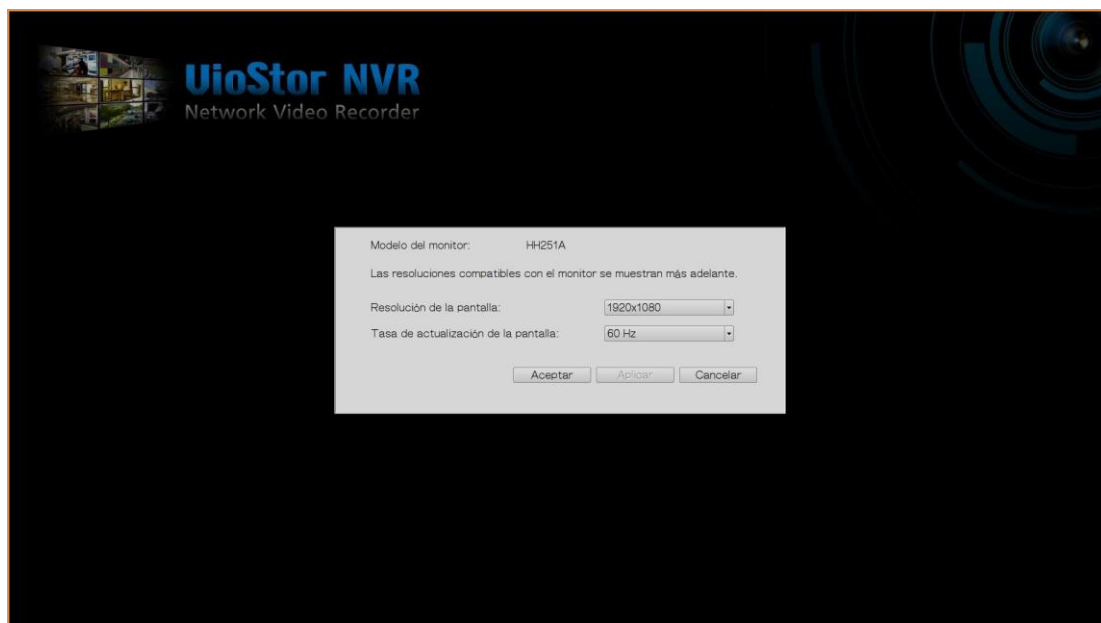 VioStor NVR
Network Video Recorder
Modelo del monitor: HH251A
Las resoluciones compatibles con el monitor se muestran más adelante.
Resolución de la pantalla: 1920x1080
Tasa de actualización de la pantalla: 60 Hz
Aceptar Aplicar Cancelar